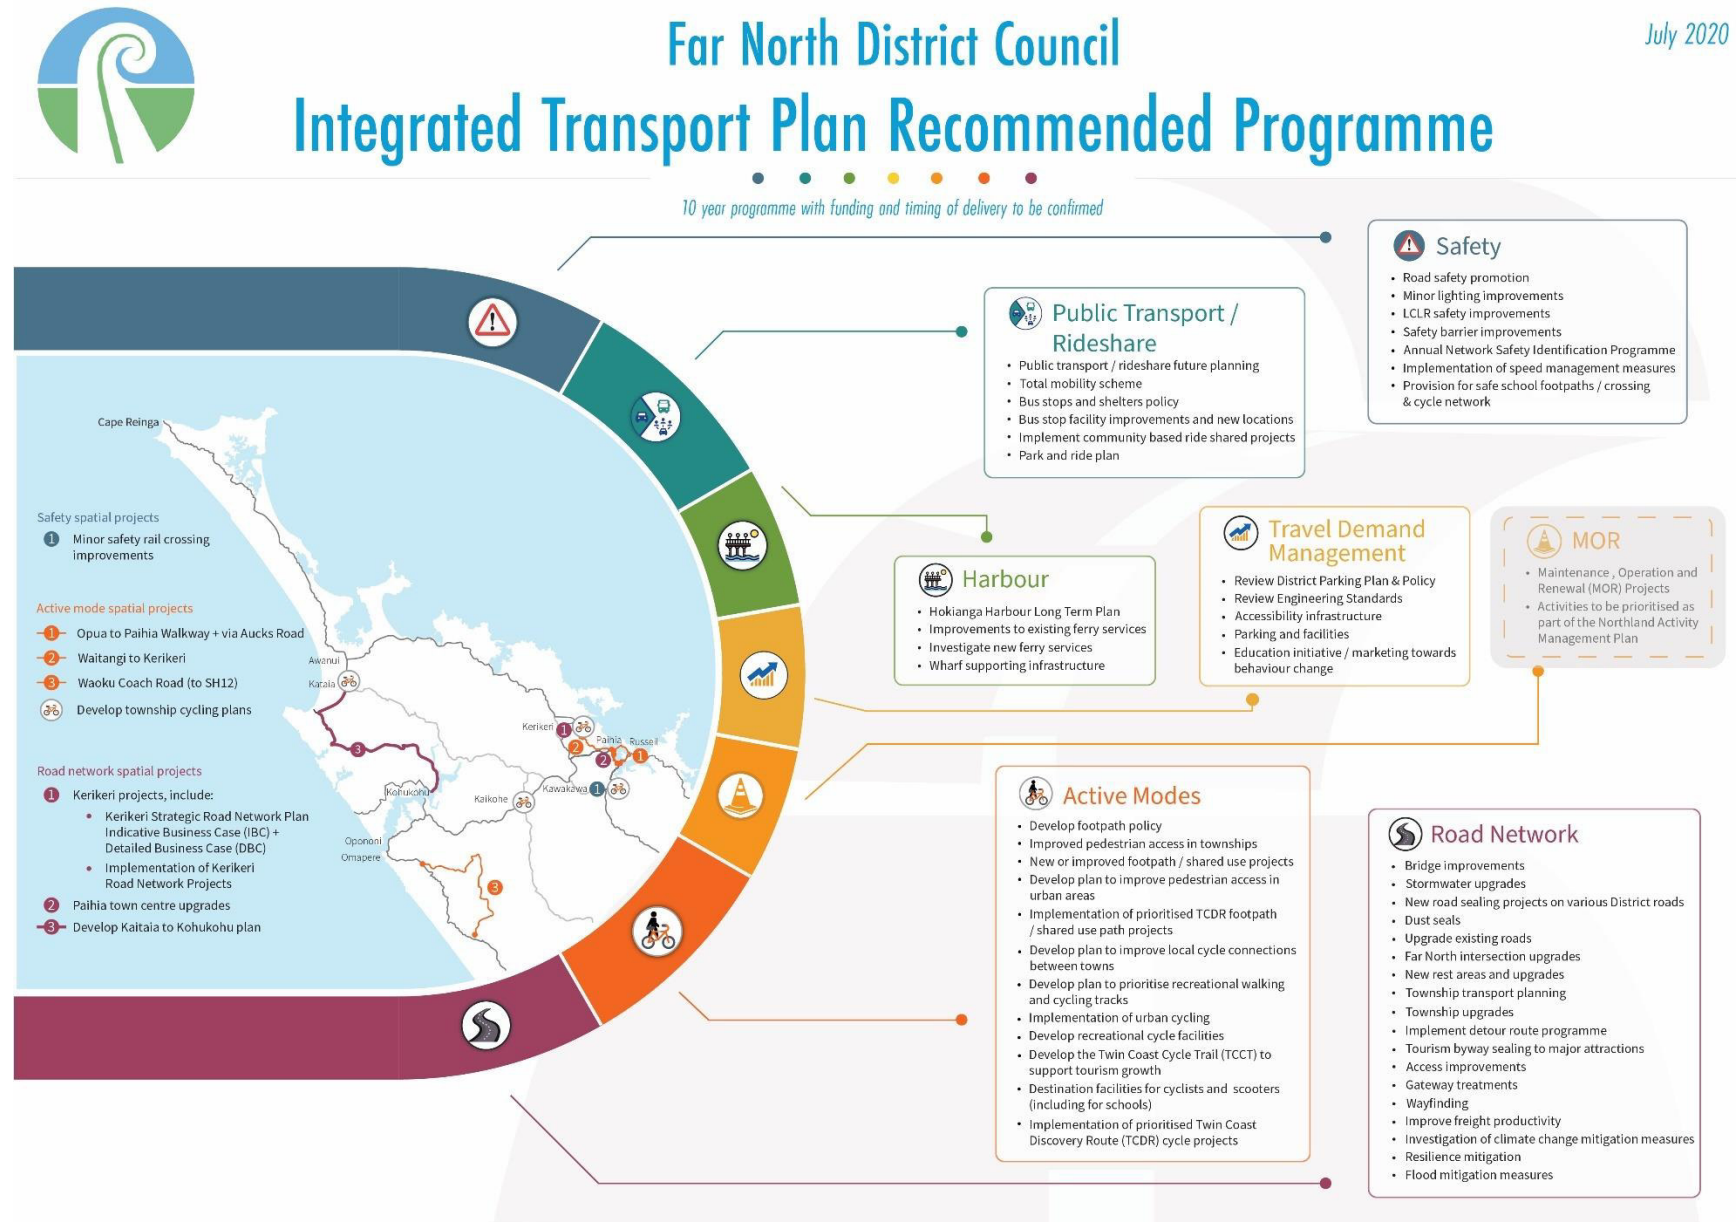 Far North District Council
July 2020
Integrated Transport Plan Recommended Programme
10 year programme with funding and timing of delivery to be confirmed
Safety
• Road safety promotion
• Minor lighting improvements
• LCLR safety improvements
• Safety barrier improvements
• Annual Network Safety Identification Programme
• Implementation of speed management measures
• Provision for safe school footpaths / crossing
& cycle network
Public Transport /
Rideshare
• Public transport / rideshare future planning
• Total mobility scheme
• Bus stops and shelters policy
• Bus stop facility improvements and new locations
• Implement community based ride shared projects
• Park and ride plan
Harbour
• Hokianga Harbour Long Term Plan
• Improvements to existing ferry services
• Investigate new ferry services
• Wharf supporting infrastructure
Travel Demand
Management
• Review District Parking Plan & Policy
• Review Engineering Standards
• Accessibility infrastructure
• Parking and facilities
• Education initiative / marketing towards
behaviour change
MOR
• Maintenance , Operation and
Renewal (MOR) Projects
• Activities to be prioritised as
part of the Northland Activity
Management Plan
Active Modes
• Develop footpath policy
• Improved pedestrian access in townships
• New or improved footpath / shared use projects
• Develop plan to improve pedestrian access in
urban areas
• Implementation of prioritised TCDR footpath
/ shared use path projects
• Develop plan to improve local cycle connections
between towns
• Develop plan to prioritise recreational walking
and cycling tracks
• Implementation of urban cycling
• Develop recreational cycle facilities
• Develop the Twin Coast Cycle Trail (TCCT) to
support tourism growth
• Destination facilities for cyclists and scooters
(including for schools)
• Implementation of prioritised Twin Coast
Discovery Route (TCDR) cycle projects
Road Network
• Bridge improvements
• Stormwater upgrades
• New road sealing projects on various District roads
• Dust seals
• Upgrade existing roads
• Far North intersection upgrades
• New rest areas and upgrades
• Township transport planning
• Township upgrades
• Implement detour route programme
• Tourism byway sealing to major attractions
• Access improvements
• Gateway treatments
• Wayfinding
• Improve freight productivity
• Investigation of climate change mitigation measures
• Resilience mitigation
• Flood mitigation measures
Safety spatial projects
1 Minor safety rail crossing
improvements
Active mode spatial projects
1 Opua to Paihia Walkway + via Aucks Road
2 Waitangi to Kerikeri
3 Waoku Coach Road (to SH12)
Develop township cycling plans
Road network spatial projects
1 Kerikeri projects, include:
• Kerikeri Strategic Road Network Plan
Indicative Business Case (IBC) +
Detailed Business Case (DBC)
• Implementation of Kerikeri
Road Network Projects
2 Paihia town centre upgrades
3 Develop Kaitaia to Kohukohu plan
Cape Reinga
Awanui
Kataia
3
Kerikeri 1
2
Paihia
Russell
1
2
Kawakawa 1
Kohukohu
Kaikohe
Opononi
Omapere
3